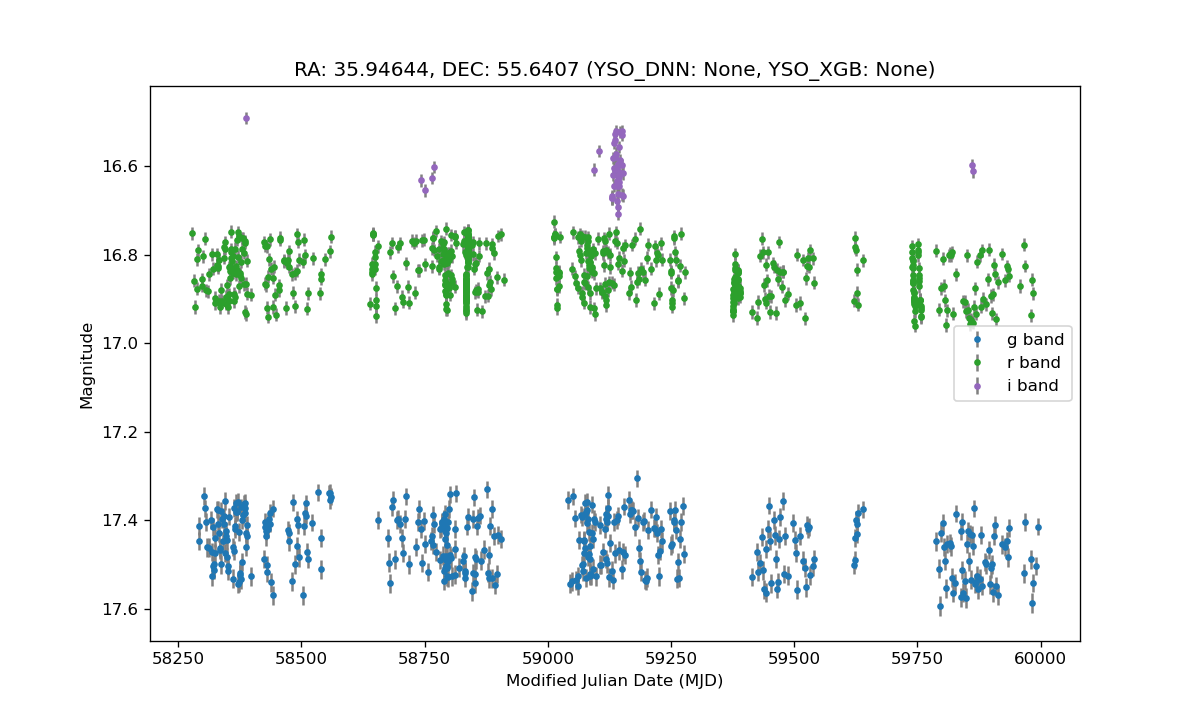 RA: 35.94644, DEC: 55.6407 (YSO_DNN: None, YSO_XGB: None)
Magnitude
16.6
16.8
17.0
17.2
17.4
17.6
g band
r band
i band
58250 58500 58750 59000 59250 59500 59750 60000
Modified Julian Date (MJD)